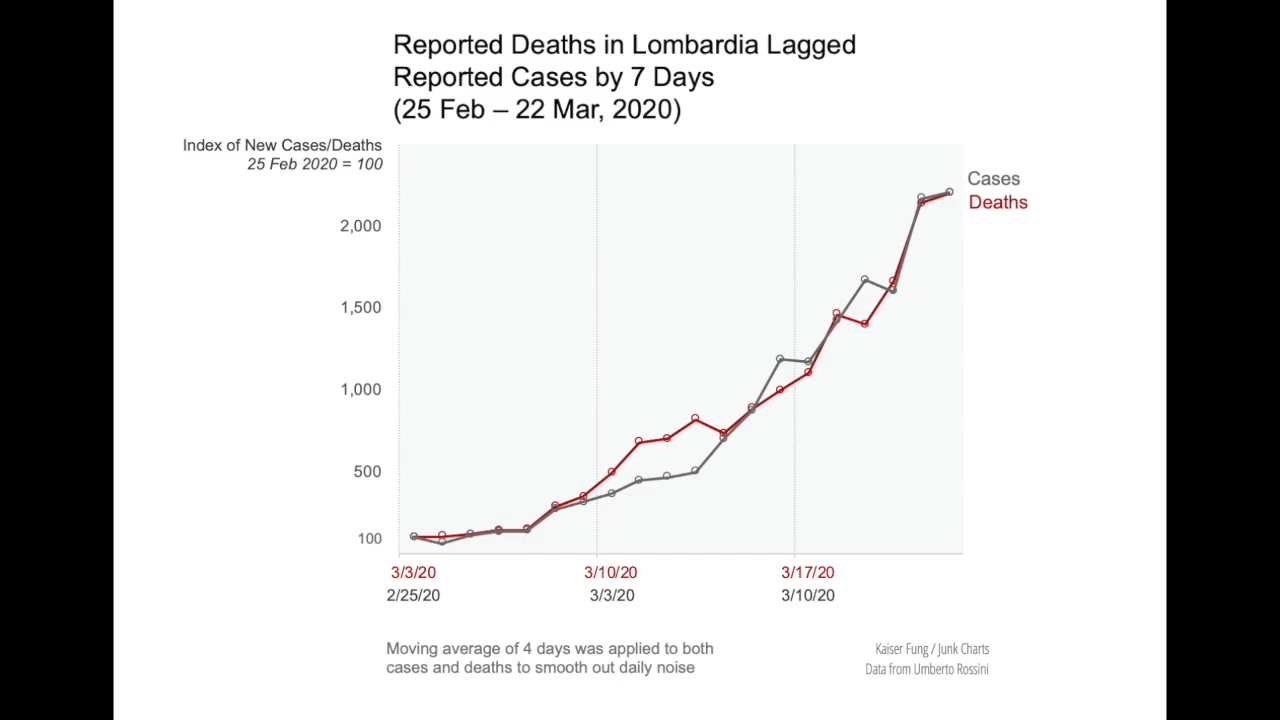 Reported Deaths in Lombardia Lagged
Reported Cases by 7 Days
(25 Feb – 22 Mar, 2020)
Index of New Cases/Deaths
25 Feb 2020 = 100
Cases
Deaths
2,000
1,500
1,000
500
100
3/3/20 3/10/20 3/17/20
2/25/20 3/3/20 3/10/20
Moving average of 4 days was applied to both
cases and deaths to smooth out daily noise
Kaiser Fung / Junk Charts
Data from Umberto Rossini